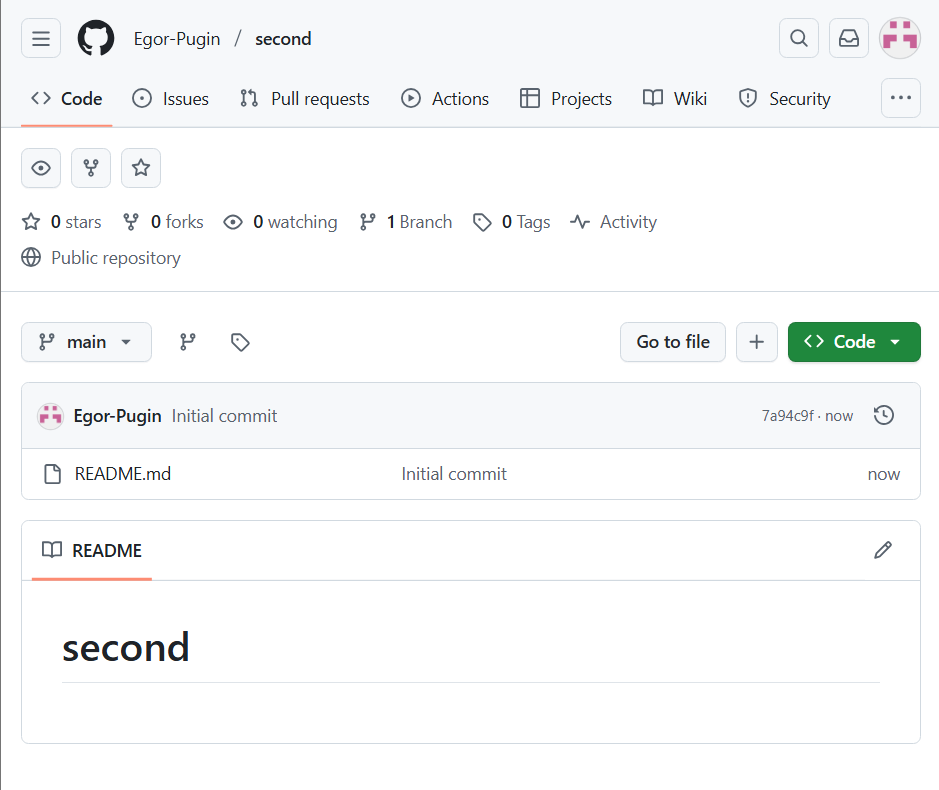 Egor-Pugin / second
Code Issues Pull requests Actions Projects Wiki Security
0 stars 0 forks 0 watching 1 Branch 0 Tags Activity
Public repository
main Go to file Code
Egor-Pugin Initial commit 7a94c9f · now
README.md Initial commit now
README
second